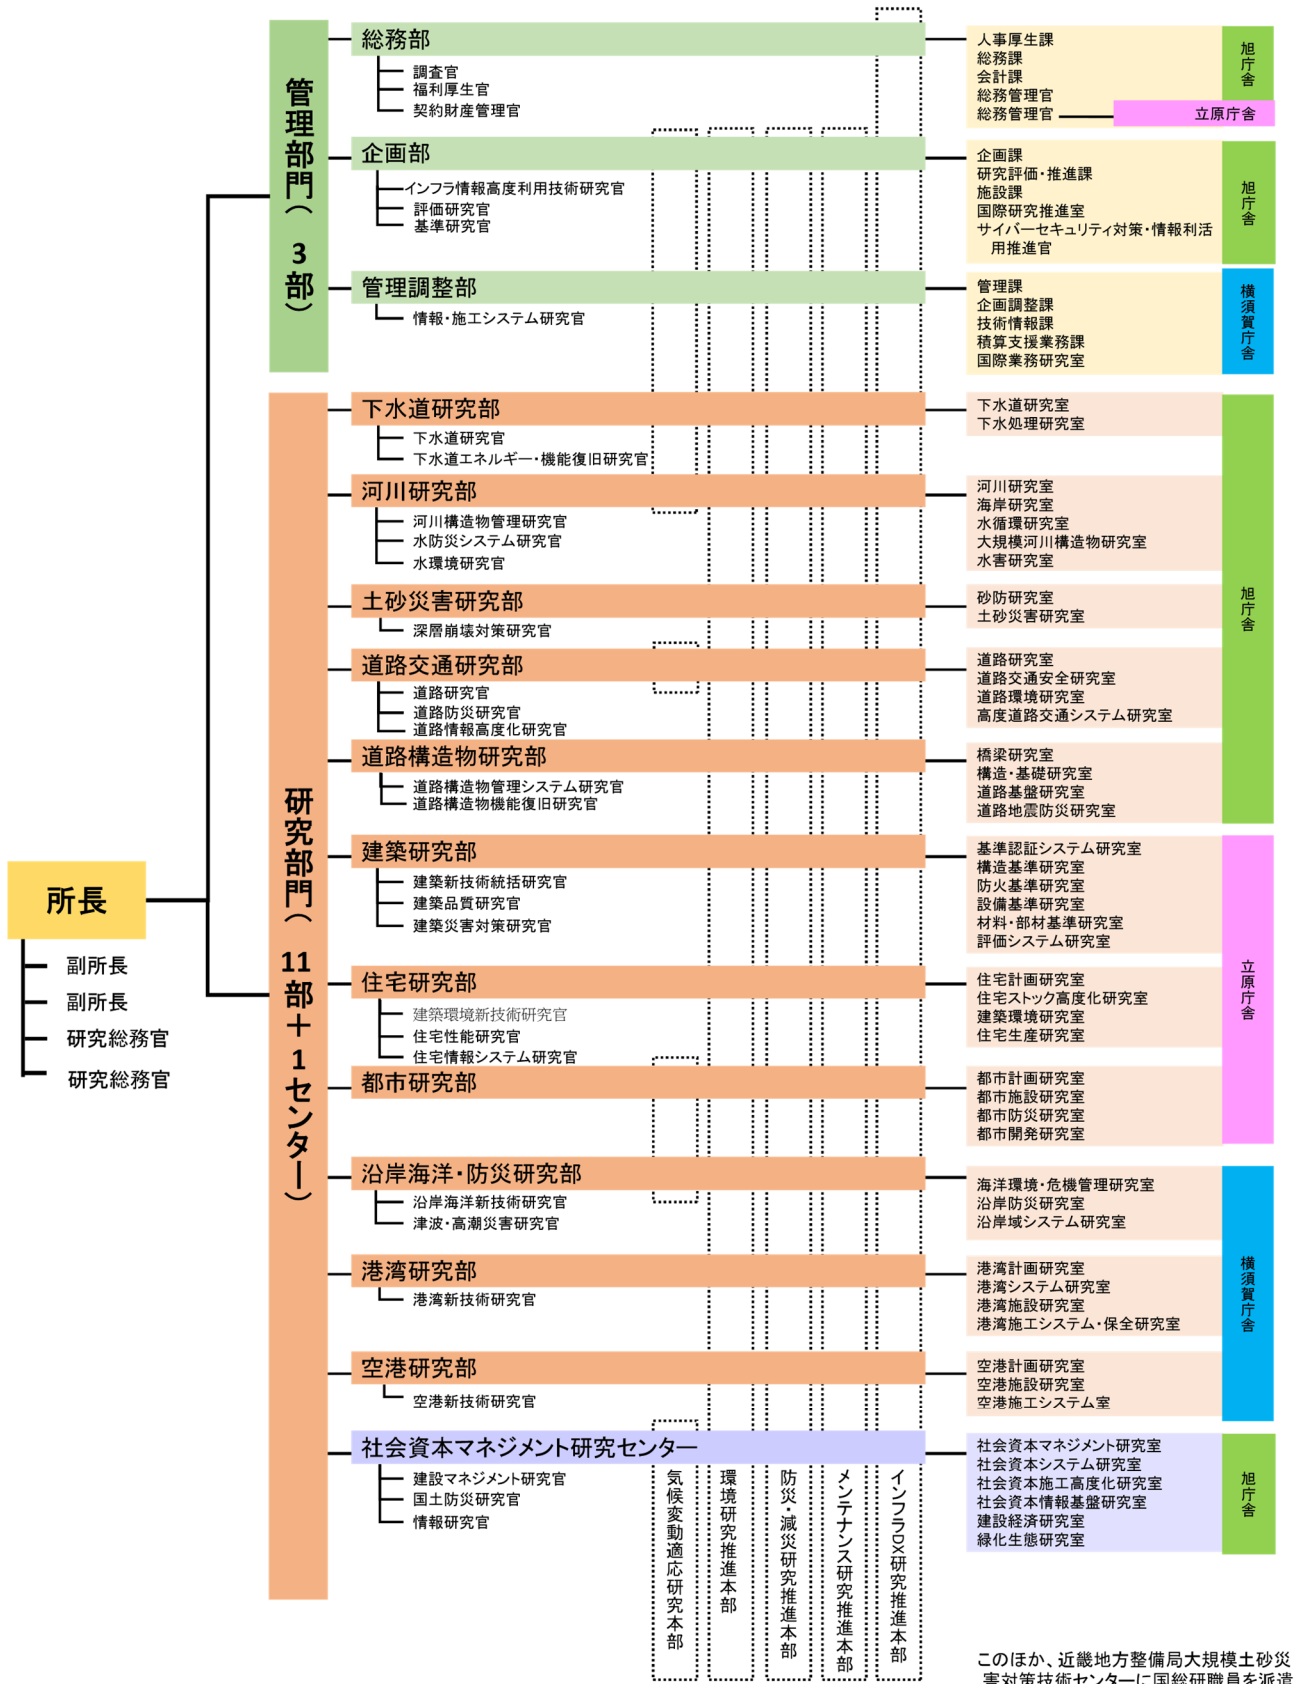 所長
副所長
副所長
研究総務官
研究総務官
管理部門(3部)
総務部
調査官
福利厚生官
契約財産管理官
人事厚生課
総務課
会計課
総務管理官
総務管理官
旭庁舎
立原庁舎
企画部
インフラ情報高度利用技術研究官
評価研究官
基準研究官
企画課
研究評価・推進課
施設課
国際研究推進室
サイバーセキュリティ対策・情報利活
用推進官
旭庁舎
管理調整部
情報・施工システム研究官
管理課
企画調整課
技術情報課
積算支援業務課
国際業務研究室
横須賀庁舎
研究部門(11部+1センター)
下水道研究部
下水道研究官
下水道エネルギー・機能復旧研究官
下水道研究室
下水処理研究室
河川研究部
河川構造物管理研究官
水防災システム研究官
水環境研究官
河川研究室
海岸研究室
水循環研究室
大規模河川構造物研究室
水害研究室
土砂災害研究部
深層崩壊対策研究官
砂防研究室
土砂災害研究室
旭庁舎
道路交通研究部
道路研究官
道路防災研究官
道路情報高度化研究官
道路研究室
道路交通安全研究室
道路環境研究室
高度道路交通システム研究室
道路構造物研究部
道路構造物管理システム研究官
道路構造物機能復旧研究官
橋梁研究室
構造・基礎研究室
道路基盤研究室
道路地震防災研究室
建築研究部
建築新技術統括研究官
建築品質研究官
建築災害対策研究官
基準認証システム研究室
構造基準研究室
防火基準研究室
設備基準研究室
材料・部材基準研究室
評価システム研究室
住宅研究部
建築環境新技術研究官
住宅性能研究官
住宅情報システム研究官
住宅計画研究室
住宅ストック高度化研究室
建築環境研究室
住宅生産研究室
立原庁舎
都市研究部
都市計画研究室
都市施設研究室
都市防災研究室
都市開発研究室
沿岸海洋・防災研究部
沿岸海洋新技術研究官
津波・高潮災害研究官
海洋環境・危機管理研究室
沿岸防災研究室
沿岸域システム研究室
港湾研究部
港湾新技術研究官
港湾計画研究室
港湾システム研究室
港湾施設研究室
港湾施工システム・保全研究室
横須賀庁舎
空港研究部
空港新技術研究官
空港計画研究室
空港施設研究室
空港施工システム室
社会資本マネジメント研究センター
建設マネジメント研究官
国土防災研究官
情報研究官
社会資本マネジメント研究室
社会資本システム研究室
社会資本施工高度化研究室
社会資本情報基盤研究室
建設経済研究室
緑化生態研究室
旭庁舎
気候変動適応研究本部
環境研究推進本部
防災・減災研究推進本部
メンテナンス研究推進本部
インフラDX研究推進本部
このほか、近畿地方整備局大規模土砂災
害対策技術センターに国総研職員を派遣